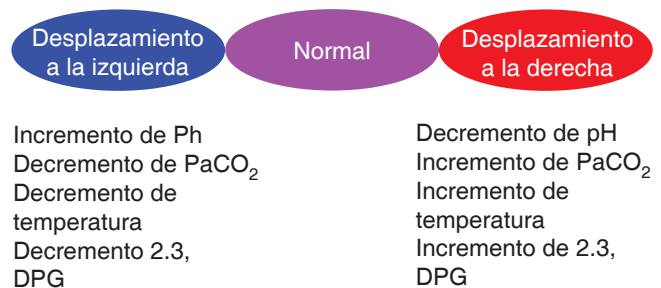 Desplazamiento
a la izquierda
Normal
Desplazamiento
a la derecha
Incremento de Ph
Decremento de PaCO₂
Decremento de
temperatura
Decremento 2.3,
DPG
Decremento de pH
Incremento de PaCO₂
Incremento de
temperatura
Incremento de 2.3,
DPG